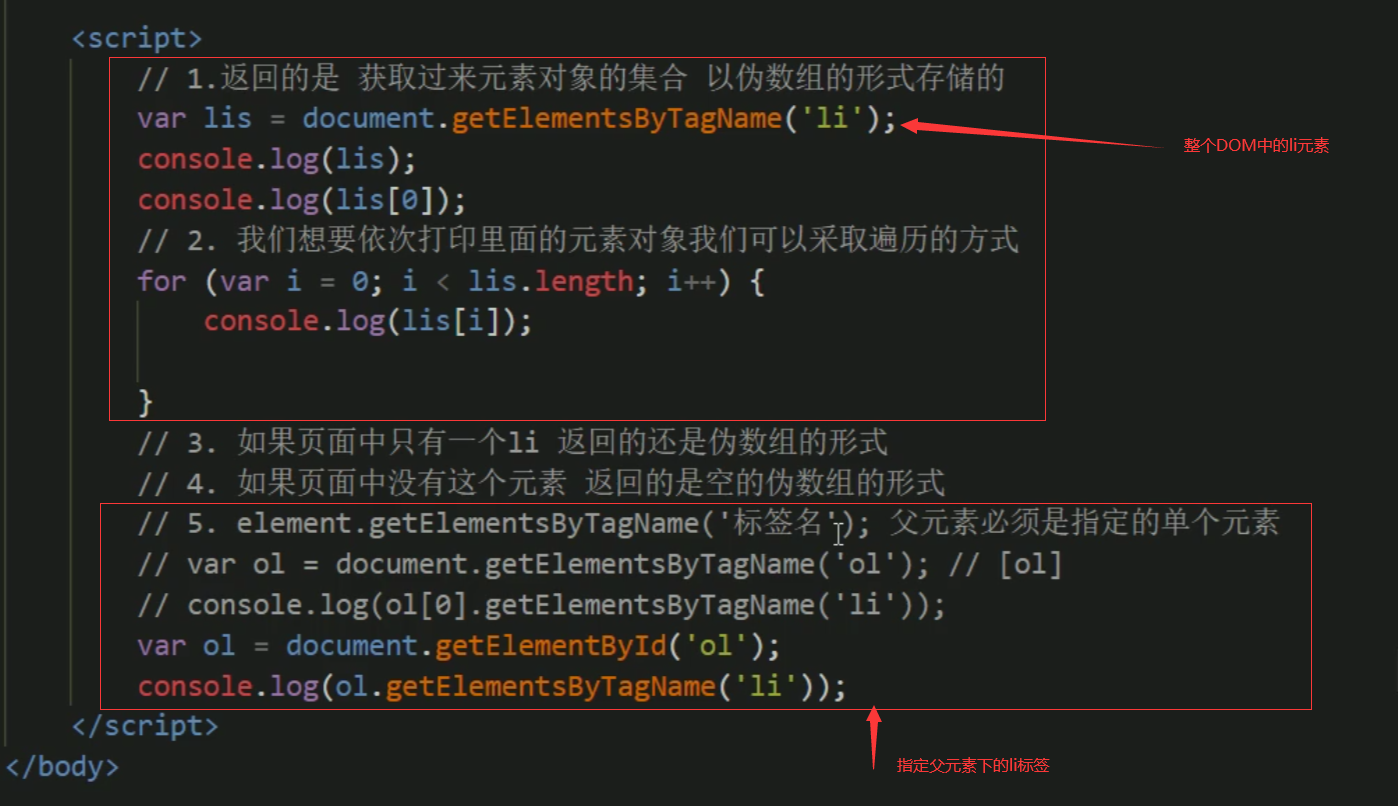 <script>
// 1.返回的是 获取过来元素对象的集合 以伪数组的形式存储的
var lis = document.getElementsByTagName('li');
整个DOM中的li元素
console.log(lis);
console.log(lis[0]);
// 2. 我们想要依次打印里面的元素对象我们可以采取遍历的方式
for (var i = 0; i < lis.length; i++) {
console.log(lis[i]);
}
// 3. 如果页面中只有一个li 返回的还是伪数组的形式
// 4. 如果页面中没有这个元素 返回的是空的伪数组的形式
// 5. element.getElementsByTagName('标签名'); 父元素必须是指定的单个元素
// var ol = document.getElementsByTagName('ol'); // [ol]
// console.log(ol[0].getElementsByTagName('li'));
var ol = document.getElementById('ol');
console.log(ol.getElementsByTagName('li'));
</script>
指定父元素下的li标签
</body>